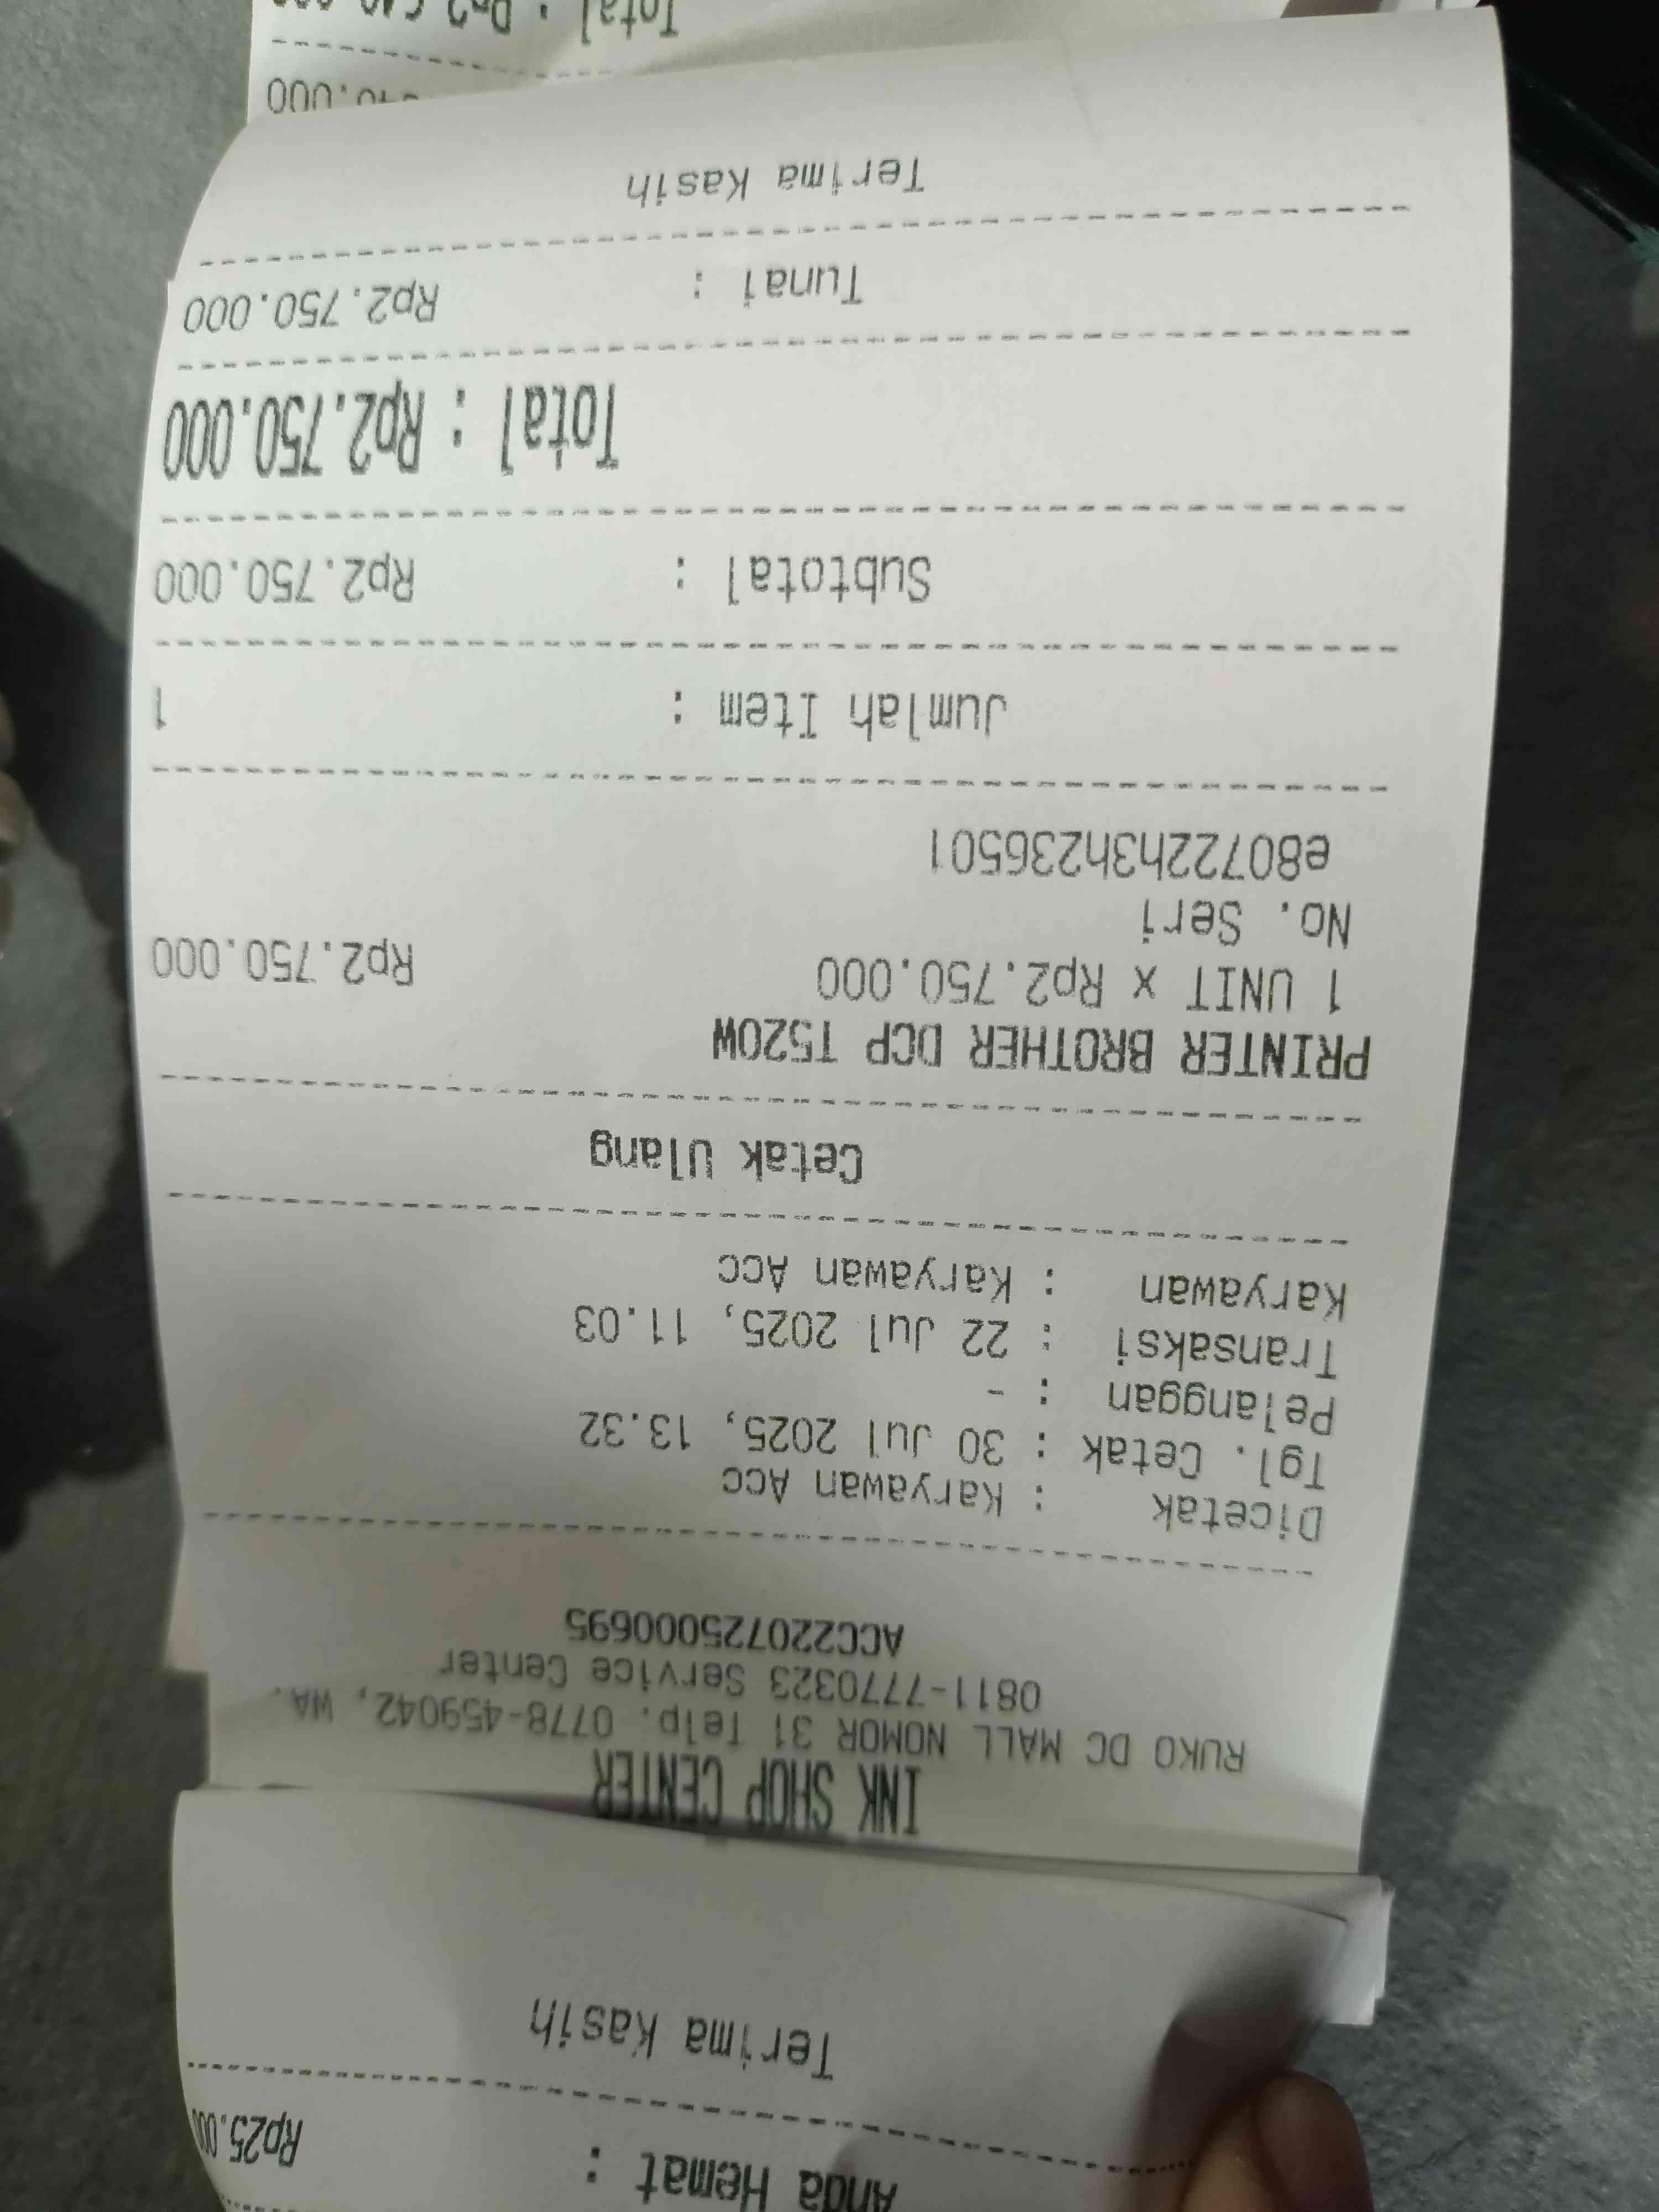 INK SHOP CENTER
RUKO DC MALL NOMOR 31 Telp. 0778-459042, WA.
0811-7770323 Service Center
ACC220725000695
Dicetak : Karyawan Acc
Tgl. Cetak : 30 Jul 2025, 13.32
Pelanggan : -
Transaksi : 22 Jul 2025, 11.03
Karyawan : Karyawan Acc
Cetak Ulang
PRINTER BROTHER DCP T520W
1 UNIT x Rp2.750.000 Rp2.750.000
No. Seri
e80722h3h236501
Jumlah Item : 1
Subtotal : Rp2.750.000
Total : Rp2.750.000
Tunai : Rp2.750.000
Terima Kasih
Anda Hemat : Rp25.000
Terima Kasih
Total :